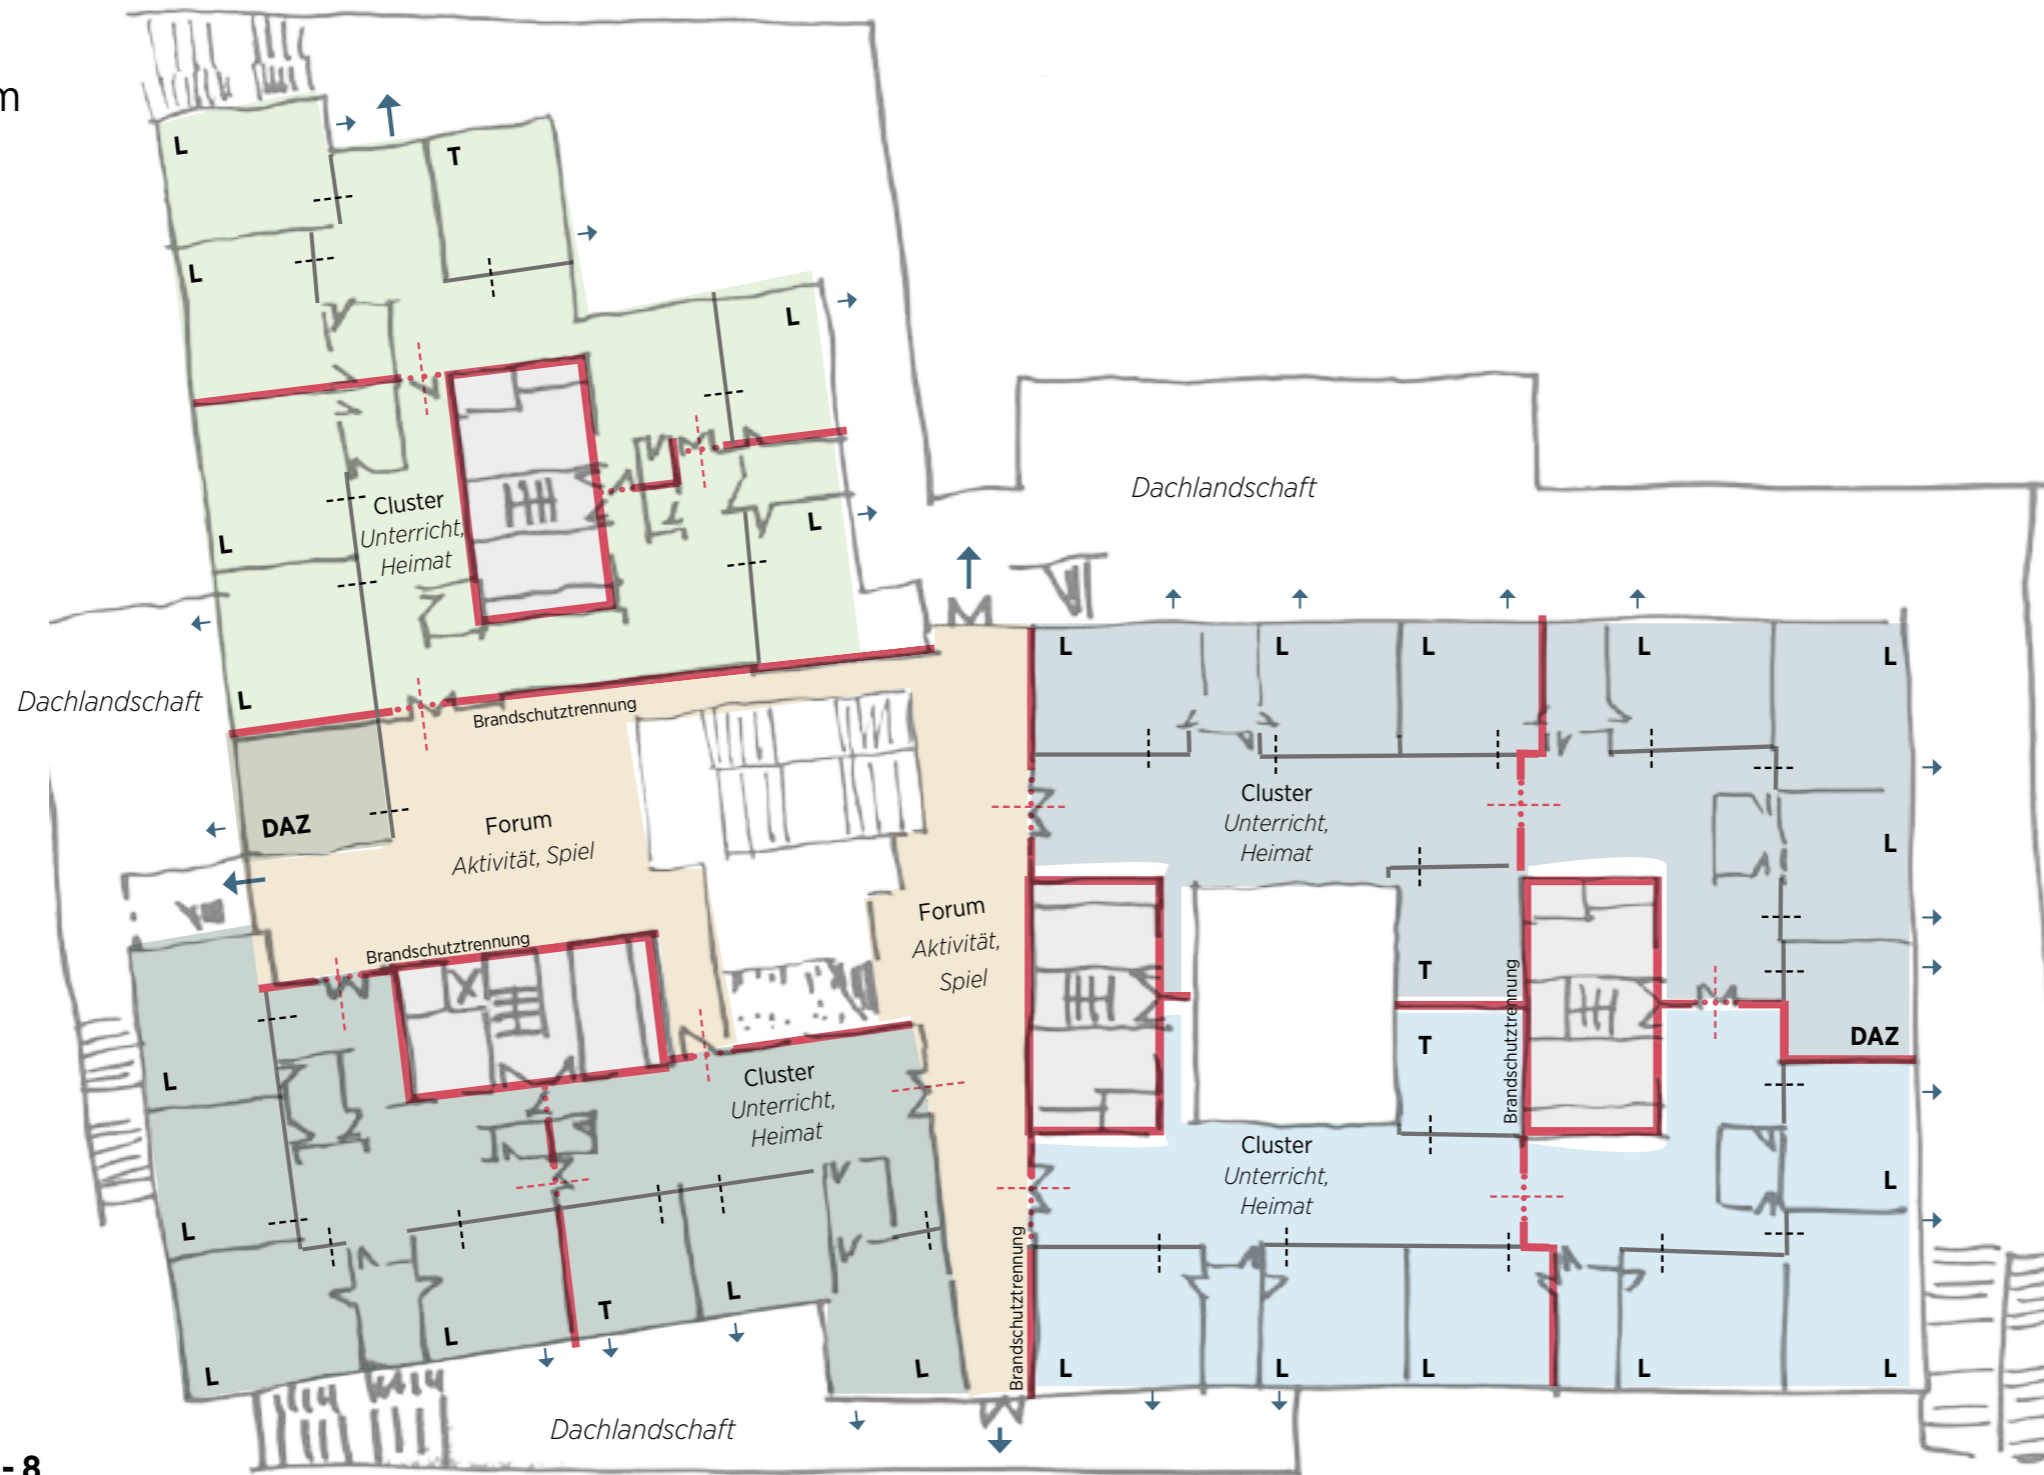 m
L
T
L
L
L
Cluster
Unterricht,
Heimat
L
L
Dachlandschaft
Dachlandschaft
L
Brandschutztrennung
DAZ
Forum
Aktivität, Spiel
Brandschutztrennung
Forum
Aktivität,
Spiel
L
L
L
L
L
Cluster
Unterricht,
Heimat
L
T
Brandschutztrennung
DAZ
T
L
Cluster
Unterricht,
Heimat
L
L
T
L
L
L
Cluster
Unterricht,
Heimat
L
Brandschutztrennung
L
L
L
L
L
L
Dachlandschaft
- 8